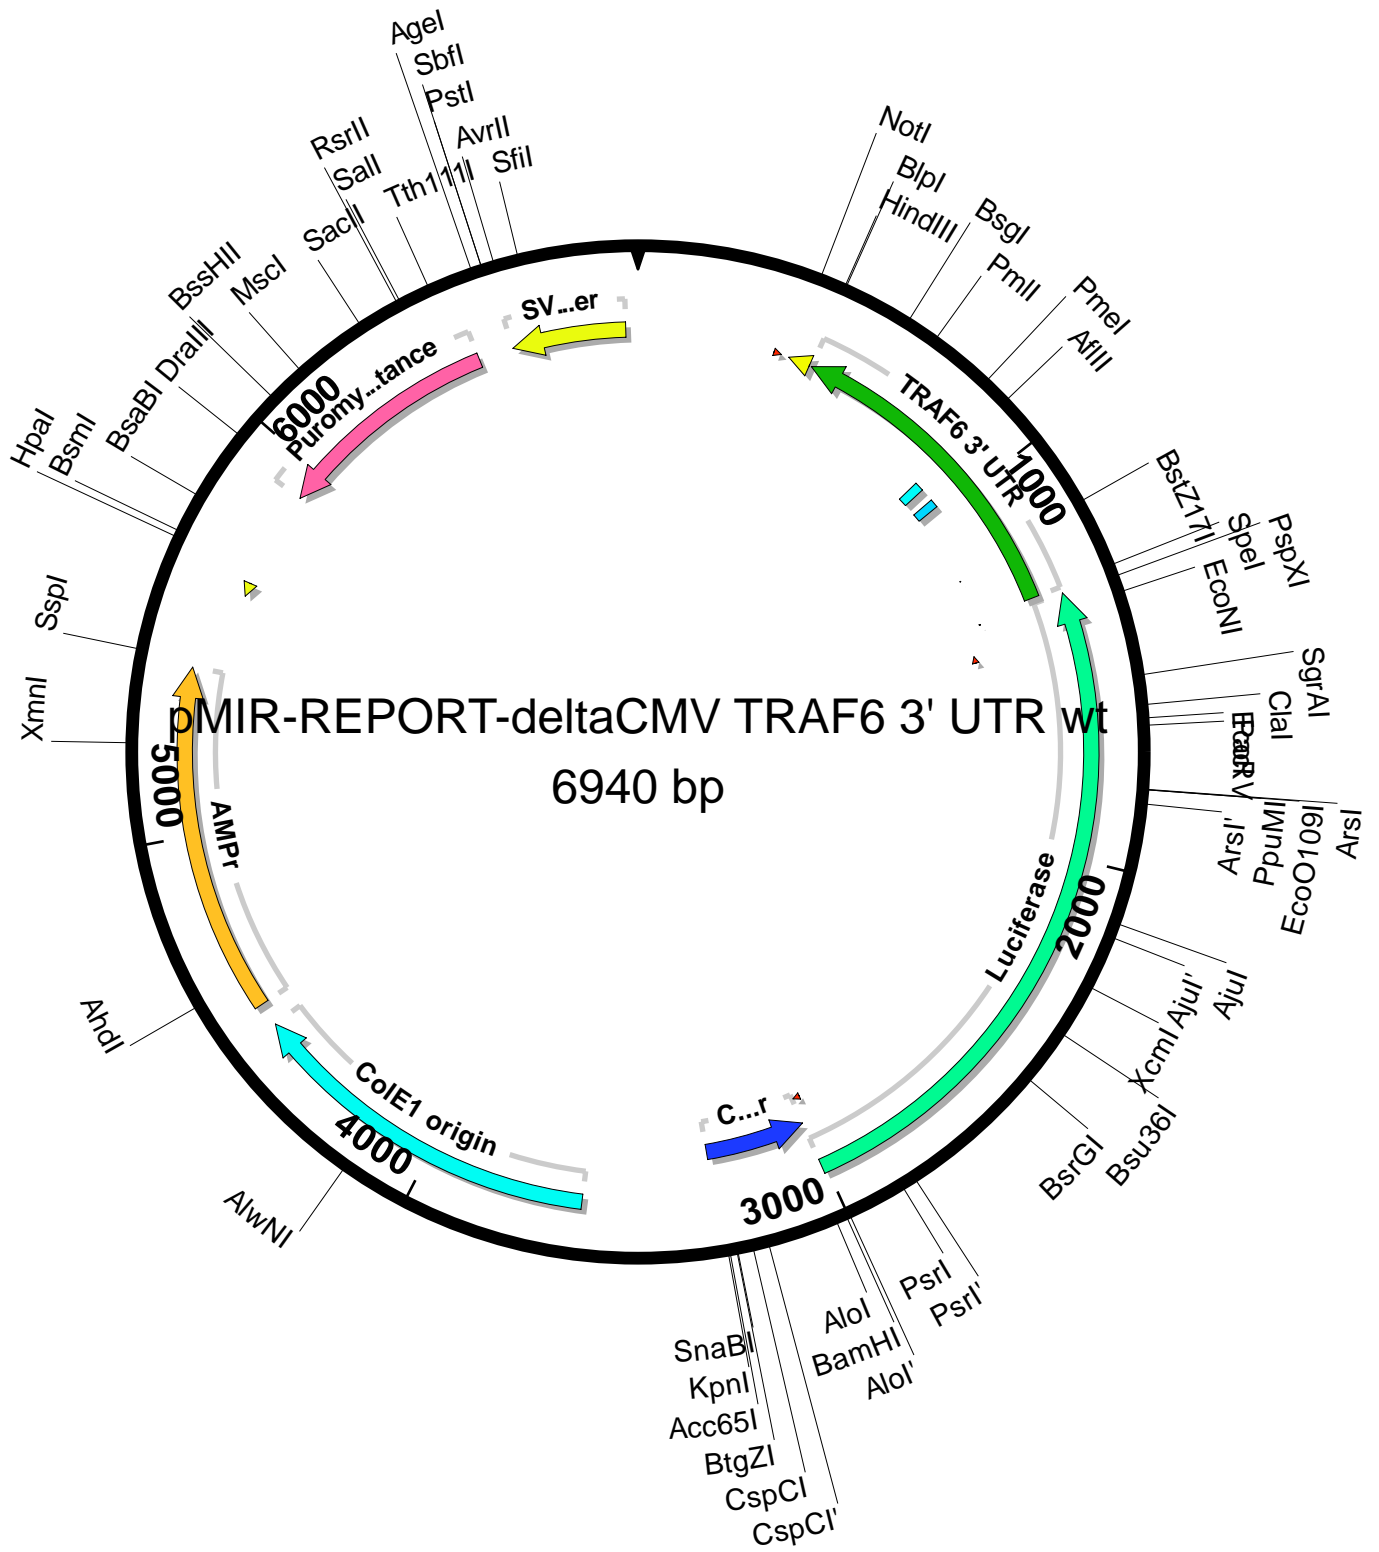 AgeI
SbfI
PstI
AvrII
SfiI
Tth111I
RsrII
SalI
SacII
BssHII
MscI
DraIII
BsaBI
HpaI
BsmI
SspI
XmnI
AhdI
AlwNI
NotI
BlpI
HindIII
BsgI
PmlI
PmeI
AflII
BstZ17I
SpeI
PspXI
EcoNI
SgrAI
ClaI
EcoRV
ArsI
EcoO109I
PpuMI
ArsI'
AjuI
AjuI'
XcmI
Bsu36I
BsrGI
PsrI
PsrI'
AloI
BamHI
AloI'
SnaBI
KpnI
Acc65I
BtgZI
CspCI
CspCI'
SV...er
Puromy...tance
TRAF6 3' UTR
Luciferase
C...r
ColE1 origin
AMPr
1000
2000
3000
4000
5000
6000
pMIR-REPORT-deltaCMV TRAF6 3' UTR wt
6940 bp